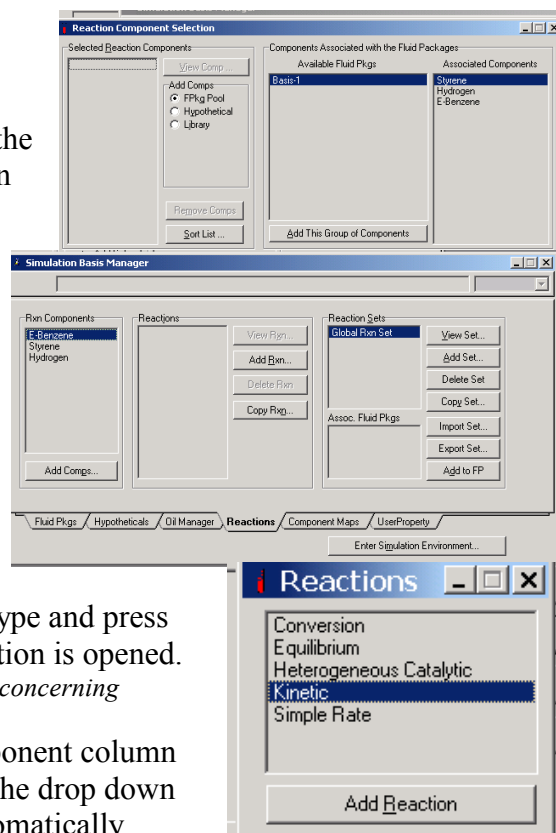 Reaction Component Selection
Selected Reaction Components
View Comp ...
Add Comps
FPkg Pool
Hypothetical
Library
Remove Comps
Sort List ...
Components Associated with the Fluid Packages
Available Fluid Pkgs
Basis-1
Add This Group of Components
Associated Components
Styrene
Hydrogen
E-Benzene
the
n
Simulation Basis Manager
Rxn Components
E-Benzene
Styrene
Hydrogen
Add Comps...
Reactions
View Rxn...
Add Rxn...
Delete Rxn
Copy Rxn...
Reaction Sets
Global Rxn Set
Assoc. Fluid Pkgs
View Set...
Add Set...
Delete Set
Copy Set...
Import Set...
Export Set...
Add to FP
Fluid Pkgs / Hypotheticals / Oil Manager \ Reactions / Component Maps / UserProperty
Enter Simulation Environment...
ype and press
tion is opened.
concerning
ponent column
he drop down
omatically
Reactions
Conversion
Equilibrium
Heterogeneous Catalytic
Kinetic
Simple Rate
Add Reaction